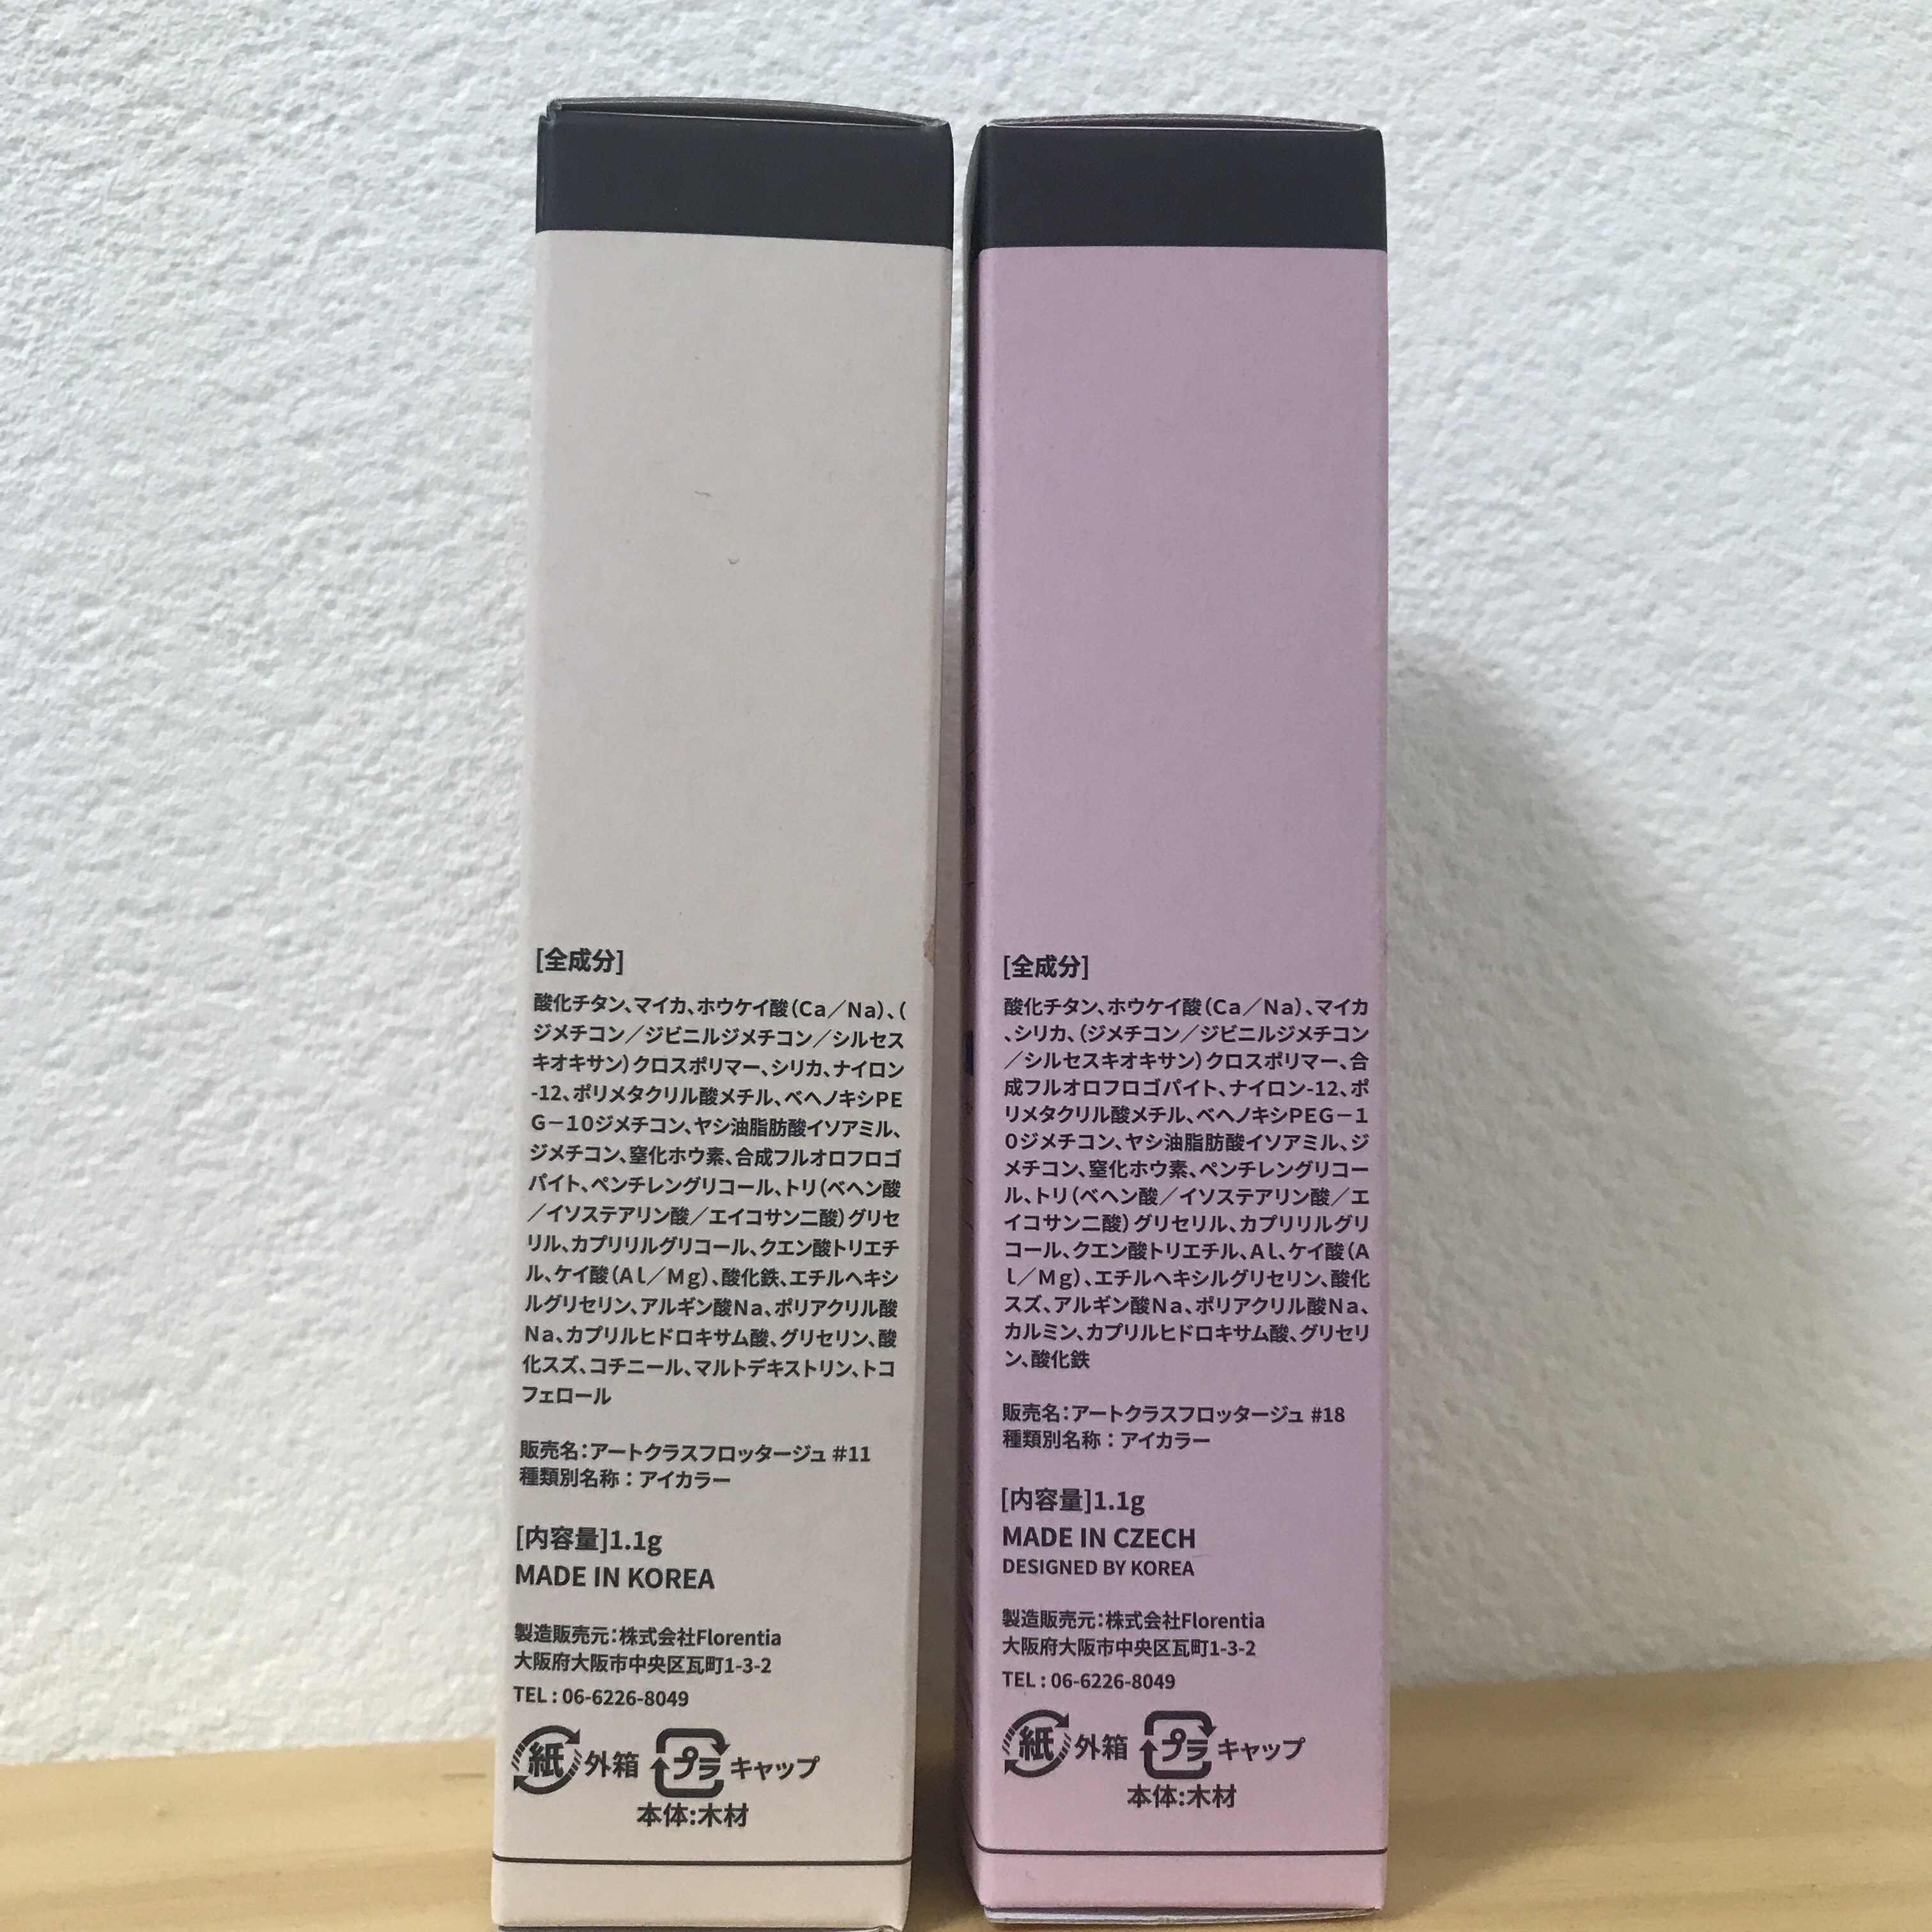 [全成分]
酸化チタン、マイカ、ホウケイ酸(Ca／Na)、(
ジメチコン／ジビニルジメチコン／シルセス
キオキサン)クロスポリマー、シリカ、ナイロン
-12、ポリメタクリル酸メチル、ベヘノキシPE
G－10ジメチコン、ヤシ油脂肪酸イソアミル、
ジメチコン、窒化ホウ素、合成フルオロフロゴ
パイト、ペンチレングリコール、トリ(ベヘン酸
／イソステアリン酸／エイコサン二酸)グリセ
リル、カプリリルグリコール、クエン酸トリエチ
ル、ケイ酸(Al／Mg)、酸化鉄、エチルヘキシ
ルグリセリン、アルギン酸Na、ポリアクリル酸
Na、カプリルヒドロキサム酸、グリセリン、酸
化スズ、コチニール、マルトデキストリン、トコ
フェロール
販売名：アートクラスフロッタージュ #11
種類別名称：アイカラー
[内容量]1.1g
MADE IN KOREA
製造販売元：株式会社Florentia
大阪府大阪市中央区瓦町1-3-2
TEL : 06-6226-8049
紙 外箱 プラ キャップ
本体:木材
[全成分]
酸化チタン、ホウケイ酸(Ca／Na)、マイカ
、シリカ、(ジメチコン／ジビニルジメチコン
／シルセスキオキサン)クロスポリマー、合
成フルオロフロゴパイト、ナイロン-12、ポ
リメタクリル酸メチル、ベヘノキシPEG－1
0ジメチコン、ヤシ油脂肪酸イソアミル、ジ
メチコン、窒化ホウ素、ペンチレングリコー
ル、トリ(ベヘン酸／イソステアリン酸／エ
イコサン二酸)グリセリル、カプリリルグリ
コール、クエン酸トリエチル、Al、ケイ酸(A
l／Mg)、エチルヘキシルグリセリン、酸化
スズ、アルギン酸Na、ポリアクリル酸Na、
カルミン、カプリルヒドロキサム酸、グリセリ
ン、酸化鉄
販売名：アートクラスフロッタージュ #18
種類別名称：アイカラー
[内容量]1.1g
MADE IN CZECH
DESIGNED BY KOREA
製造販売元：株式会社Florentia
大阪府大阪市中央区瓦町1-3-2
TEL : 06-6226-8049
紙 外箱 プラ キャップ
本体:木材